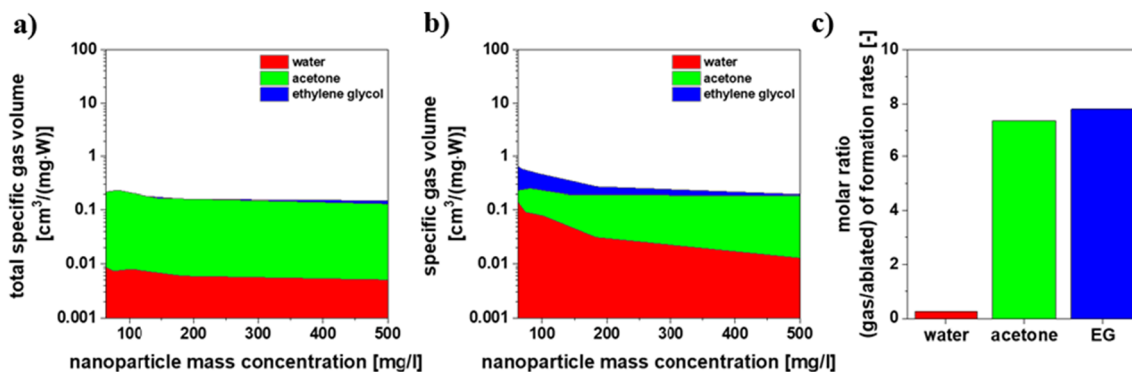 a)
total specific gas volume
[cm³/(mg·W)]
100
10
1
0.1
0.01
0.001
water
acetone
ethylene glycol
100
200
300
400
500
nanoparticle mass concentration [mg/l]
b)
specific gas volume
[cm³/(mg·W)]
100
10
1
0.1
0.01
0.001
water
acetone
ethylene glycol
100
200
300
400
500
nanoparticle mass concentration [mg/l]
c)
molar ratio
(gas/ablated) of formation rates [-]
10
8
6
4
2
0
water
acetone
EG